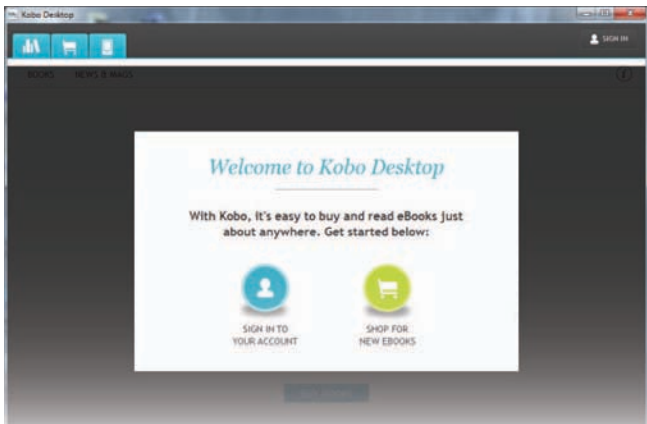 Kobo Desktop
SIGN IN
BOOKS NEWS & MAGS
Welcome to Kobo Desktop
With Kobo, it's easy to buy and read eBooks just
about anywhere. Get started below:
SIGN IN TO
YOUR ACCOUNT
SHOP FOR
NEW EBOOKS